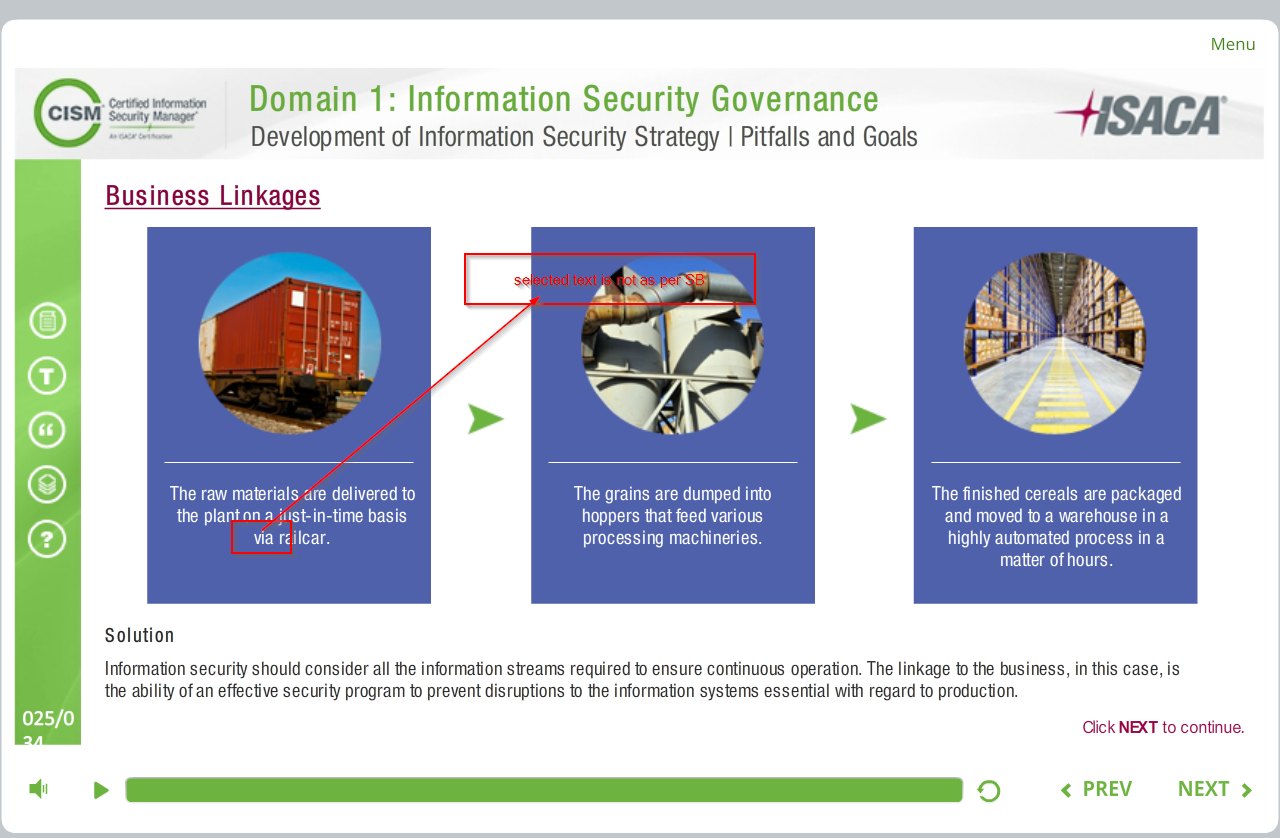 Menu
CISM
Certified Information
Security Manager®
An ISACA® Certification
Domain 1: Information Security Governance
Development of Information Security Strategy | Pitfalls and Goals
ISACA®
Business Linkages
selected text is not as per SB
The raw materials are delivered to
the plant on a just-in-time basis
via railcar.
The grains are dumped into
hoppers that feed various
processing machineries.
The finished cereals are packaged
and moved to a warehouse in a
highly automated process in a
matter of hours.
Solution
Information security should consider all the information streams required to ensure continuous operation. The linkage to the business, in this case, is
the ability of an effective security program to prevent disruptions to the information systems essential with regard to production.
025/0
34
Click NEXT to continue.
PREV
NEXT